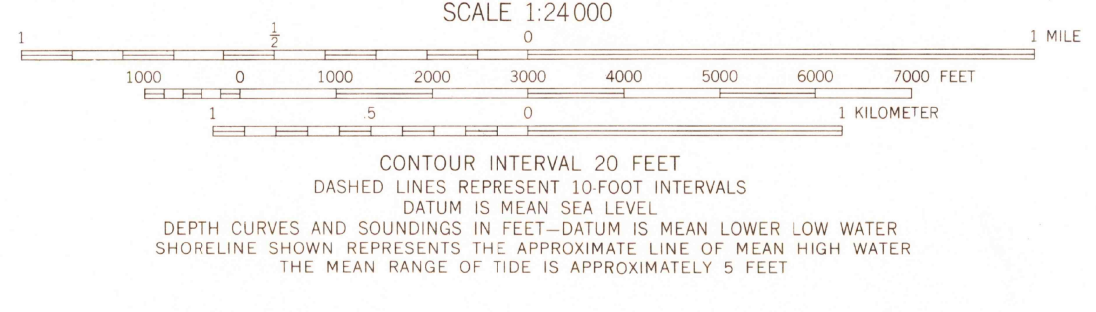 SCALE 1:24 000
1 1/2 0 1 MILE
1000 0 1000 2000 3000 4000 5000 6000 7000 FEET
1 .5 0 1 KILOMETER
CONTOUR INTERVAL 20 FEET
DASHED LINES REPRESENT 10-FOOT INTERVALS
DATUM IS MEAN SEA LEVEL
DEPTH CURVES AND SOUNDINGS IN FEET—DATUM IS MEAN LOWER LOW WATER
SHORELINE SHOWN REPRESENTS THE APPROXIMATE LINE OF MEAN HIGH WATER
THE MEAN RANGE OF TIDE IS APPROXIMATELY 5 FEET